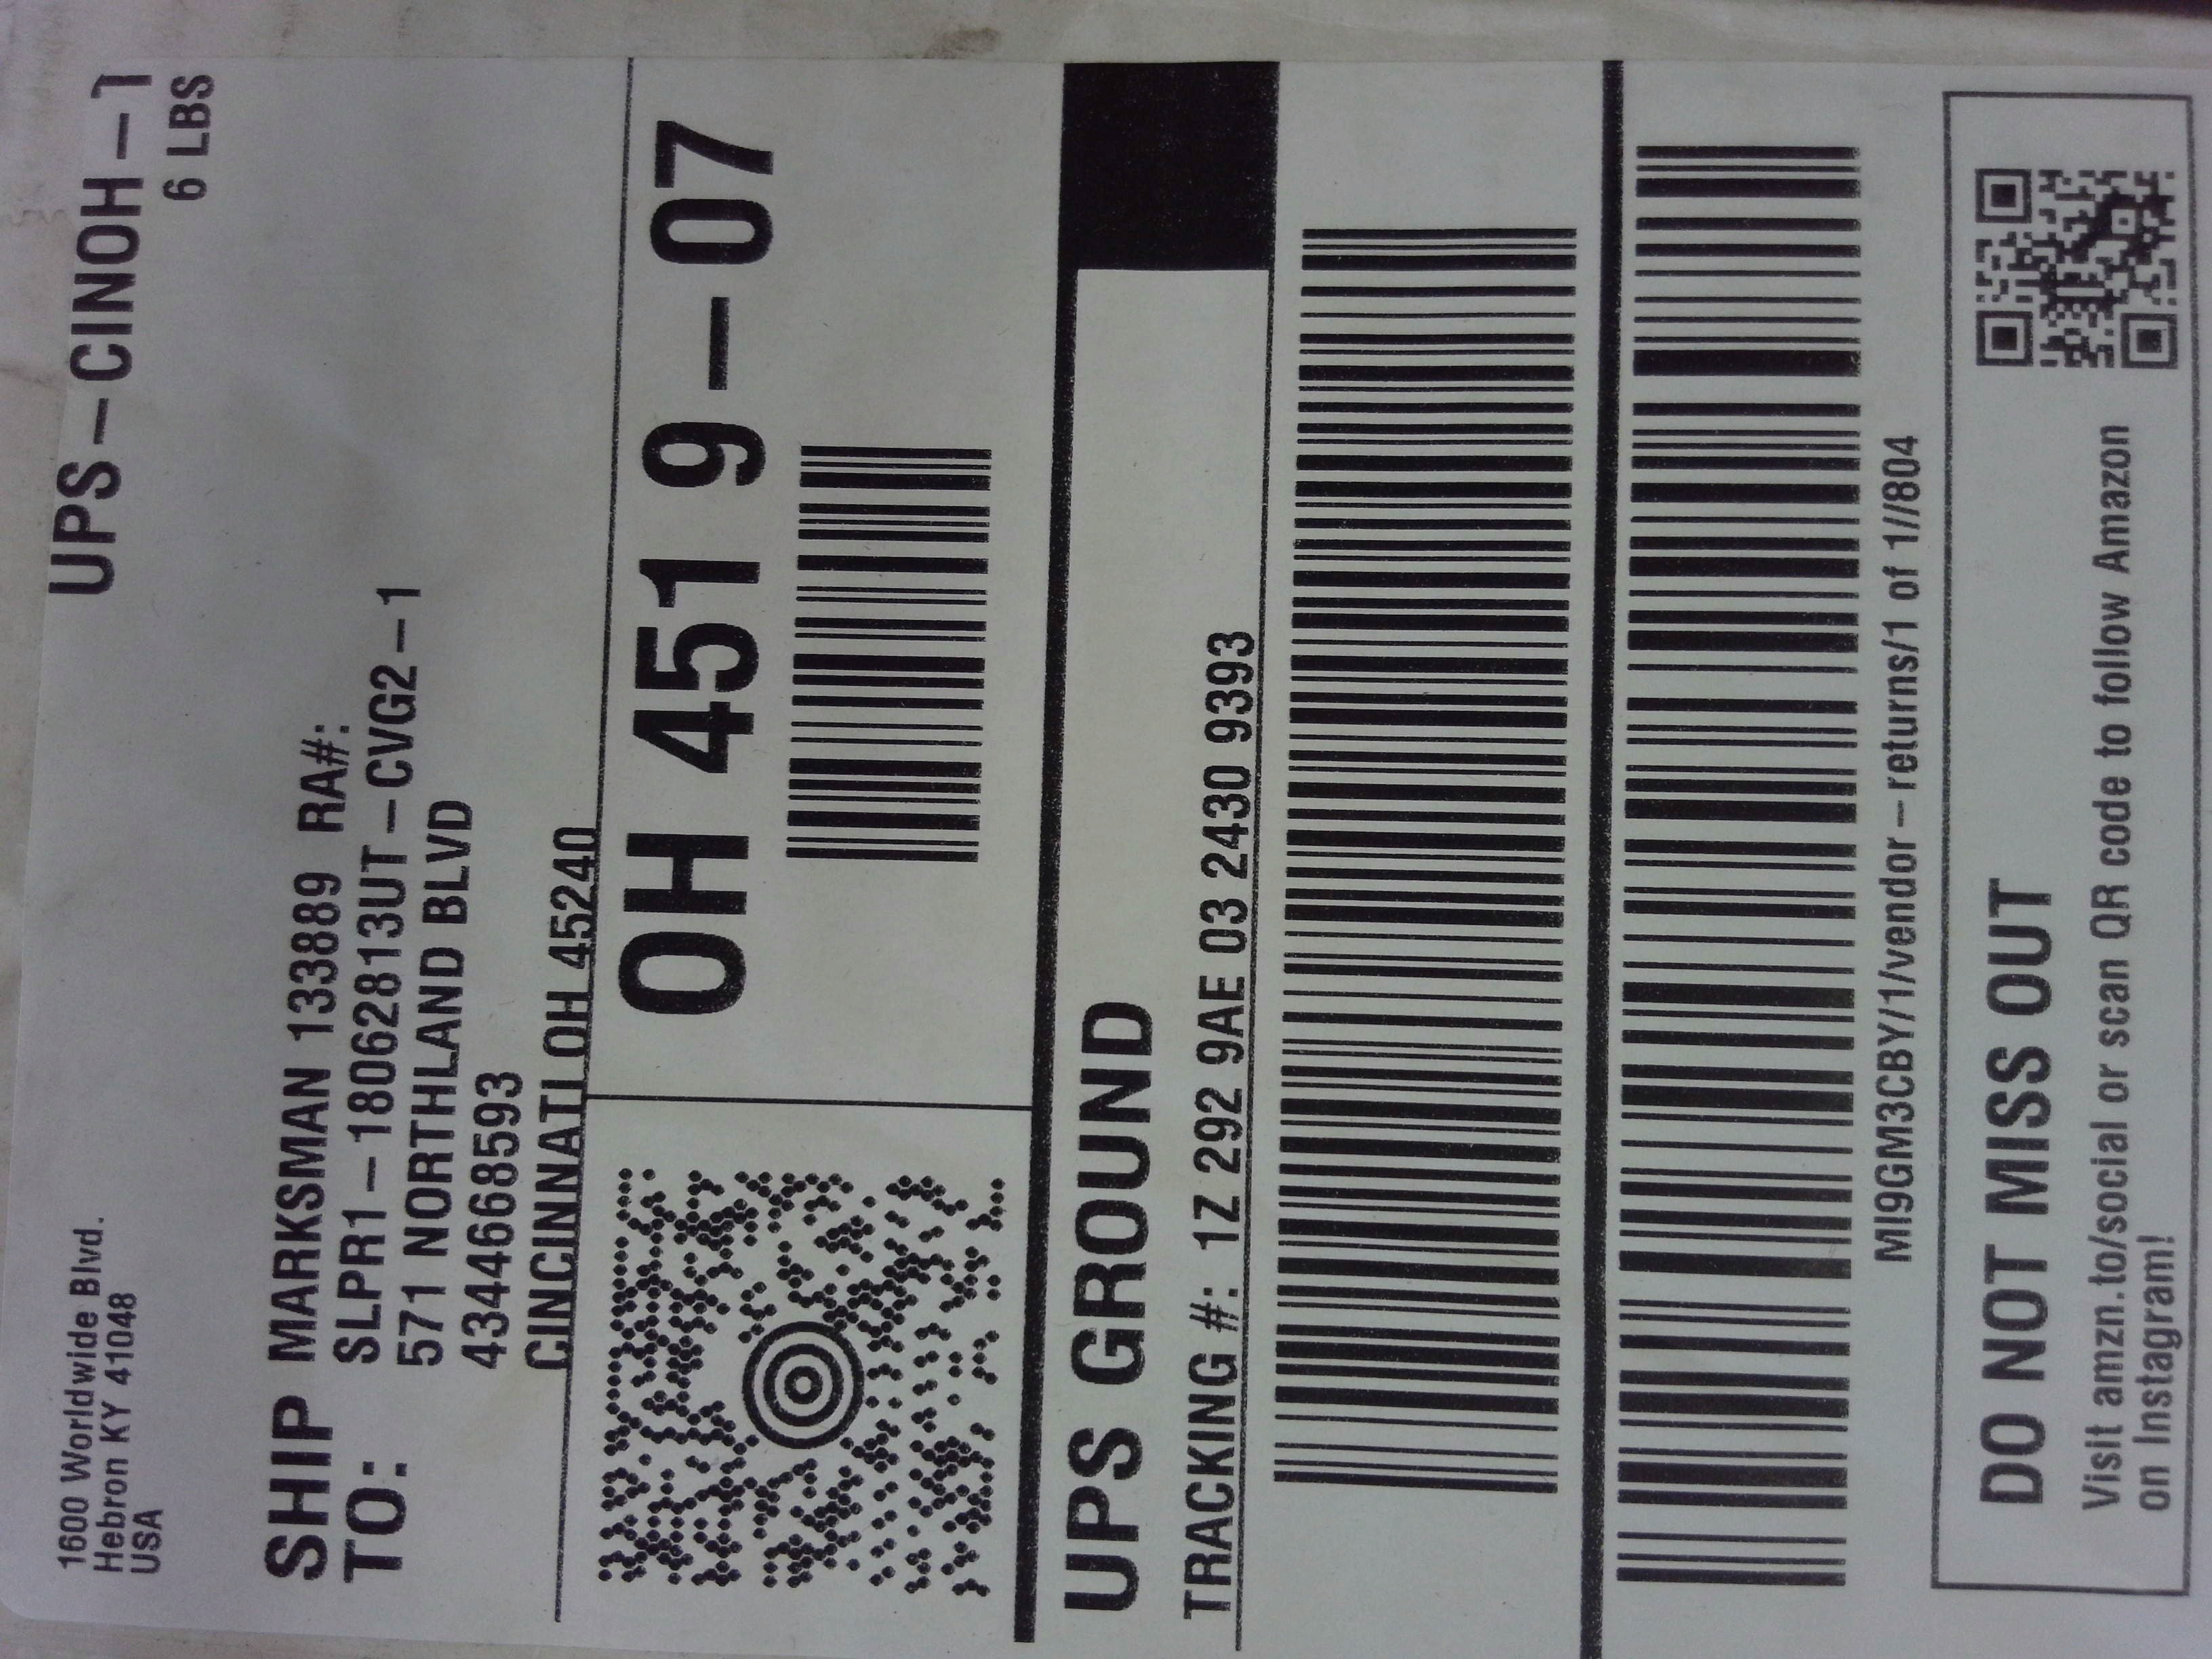 1600 Worldwide Blvd.
Hebron KY 41048
USA
UPS-CINOH-1
6 LBS
SHIP TO:
MARKSMAN 133889 RA#:
SLPR1-18062813UT-CVG2-1
571 NORTHLAND BLVD
4344668593
CINCINNATI OH 45240
OH 451 9-07
UPS GROUND
TRACKING #: 1Z 292 9AE 03 2430 9393
MI9GM3CBY/1/vendor-returns/1 of 1//804
DO NOT MISS OUT
Visit amzn.to/social or scan QR code to follow Amazon
on Instagram!